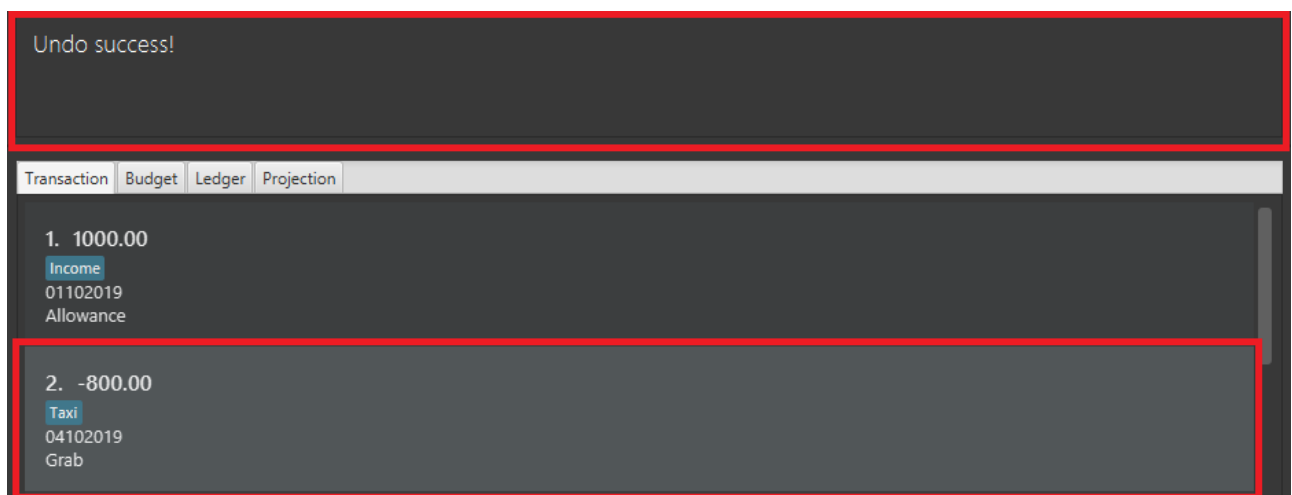 Undo success!
Transaction Budget Ledger Projection
1. 1000.00
Income
01102019
Allowance
2. -800.00
Taxi
04102019
Grab